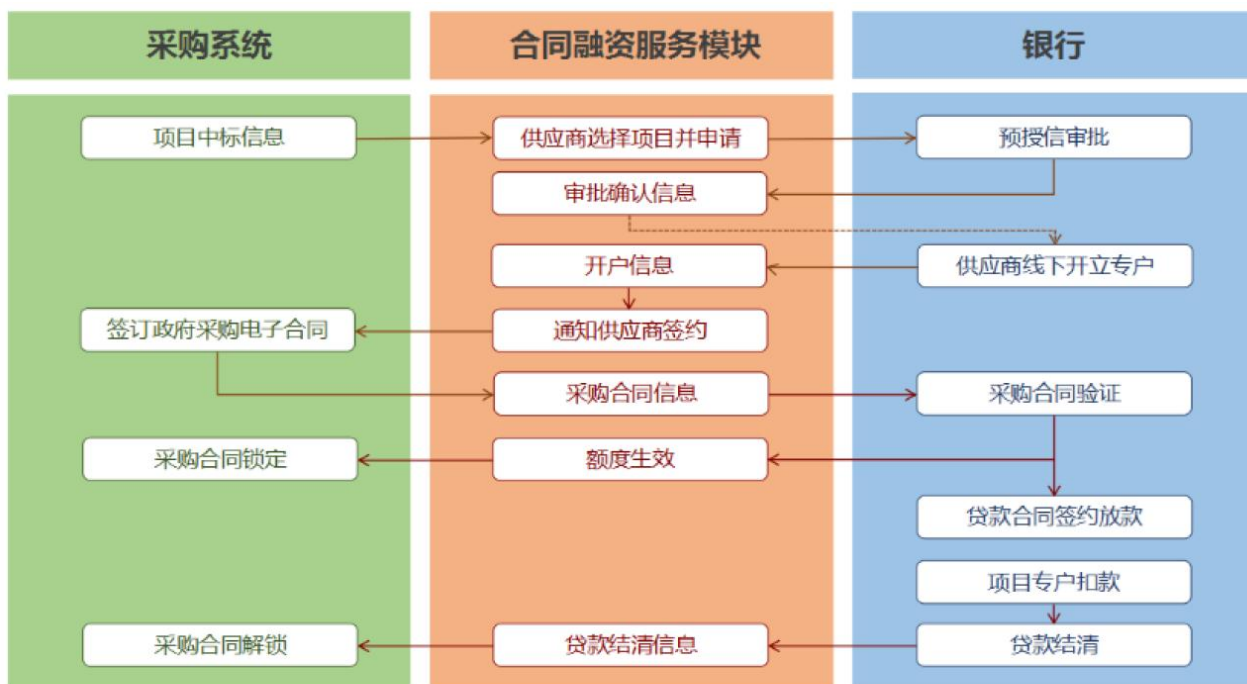 采购系统
合同融资服务模块
银行
项目中标信息
供应商选择项目并申请
预授信审批
审批确认信息
开户信息
供应商线下开立专户
签订政府采购电子合同
通知供应商签约
采购合同信息
采购合同验证
采购合同锁定
额度生效
贷款合同签约放款
项目专户扣款
采购合同解锁
贷款结清信息
贷款结清